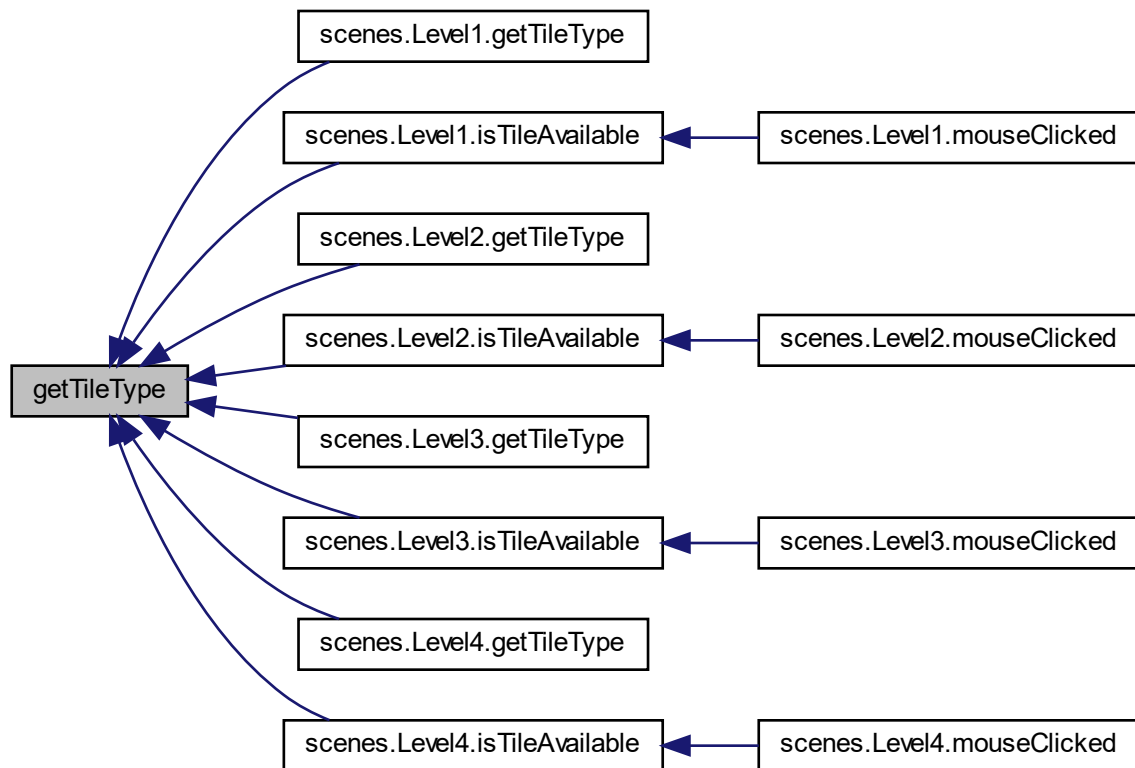 scenes.Level1.getTileType
scenes.Level1.isTileAvailable
scenes.Level1.mouseClicked
scenes.Level2.getTileType
scenes.Level2.isTileAvailable
scenes.Level2.mouseClicked
getTileType
scenes.Level3.getTileType
scenes.Level3.isTileAvailable
scenes.Level3.mouseClicked
scenes.Level4.getTileType
scenes.Level4.isTileAvailable
scenes.Level4.mouseClicked